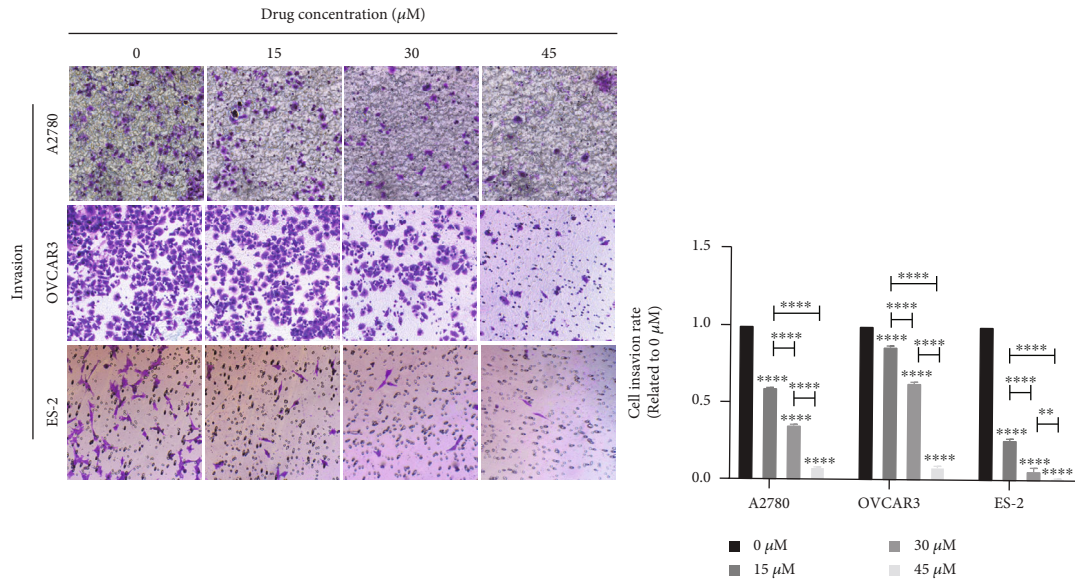 Drug concentration (μM)
0 15 30 45
Invasion
A2780
OVCAR3
ES-2
Cell insavion rate
(Related to 0 μM)
1.5
1.0
0.5
0.0
****
****
****
****
****
****
****
****
****
****
****
****
****
****
**
****
****
****
A2780 OVCAR3 ES-2
0 μM
15 μM
30 μM
45 μM